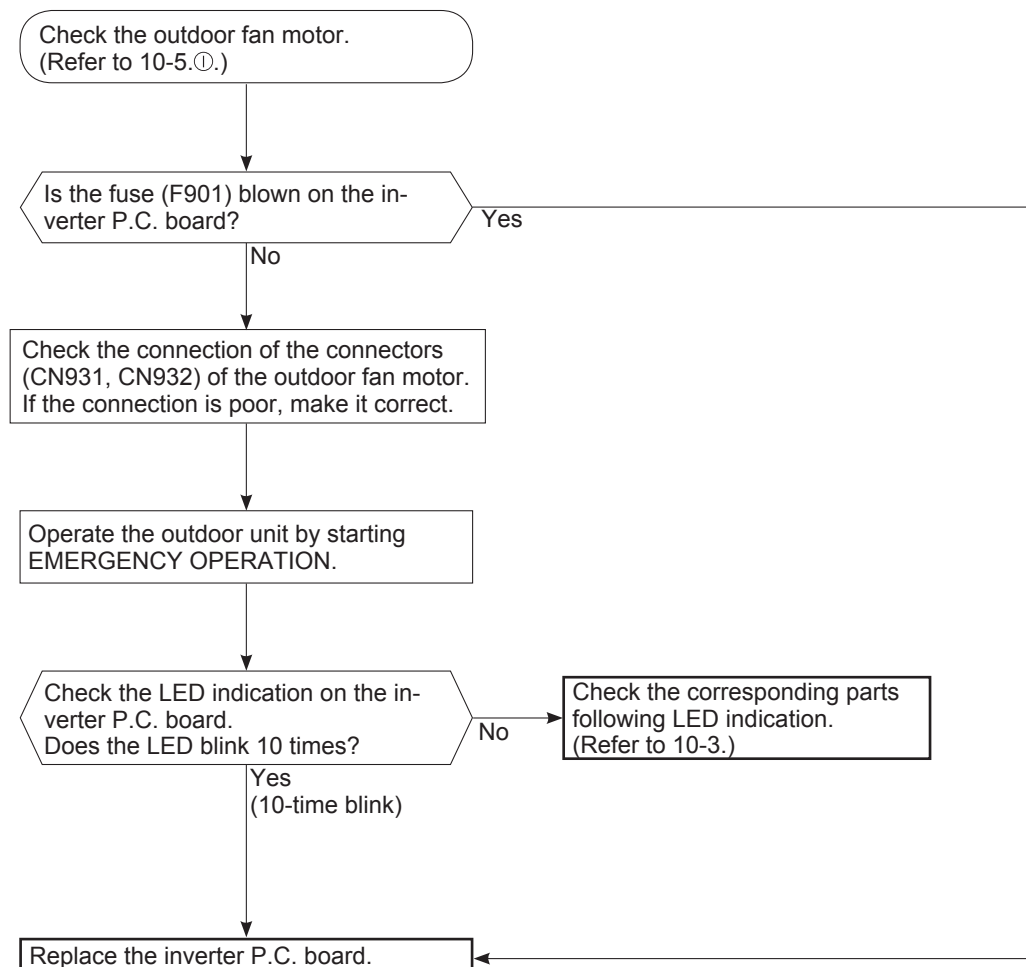 Check the outdoor fan motor.
(Refer to 10-5.Ⓘ.)
Is the fuse (F901) blown on the in-
verter P.C. board?
Yes
No
Check the connection of the connectors
(CN931, CN932) of the outdoor fan motor.
If the connection is poor, make it correct.
Operate the outdoor unit by starting
EMERGENCY OPERATION.
Check the LED indication on the in-
verter P.C. board.
Does the LED blink 10 times?
No
Check the corresponding parts
following LED indication.
(Refer to 10-3.)
Yes
(10-time blink)
Replace the inverter P.C. board.